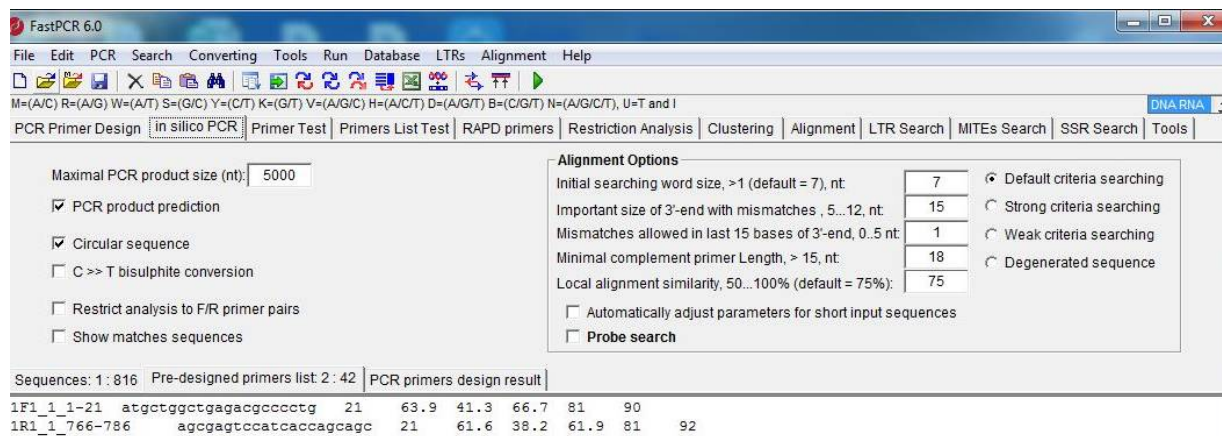 FastPCR 6.0
File Edit PCR Search Converting Tools Run Database LTRs Alignment Help
M=(A/C) R=(A/G) W=(A/T) S=(G/C) Y=(C/T) K=(G/T) V=(A/G/C) H=(A/C/T) D=(A/G/T) B=(C/G/T) N=(A/G/C/T), U=T and I
DNA RNA
PCR Primer Design in silico PCR Primer Test Primers List Test RAPD primers Restriction Analysis Clustering Alignment LTR Search MITEs Search SSR Search Tools
Maximal PCR product size (nt): 5000
PCR product prediction
Circular sequence
C >> T bisulphite conversion
Restrict analysis to F/R primer pairs
Show matches sequences
Alignment Options
Initial searching word size, >1 (default = 7), nt: 7
Important size of 3'-end with mismatches , 5...12, nt: 15
Mismatches allowed in last 15 bases of 3'-end, 0..5 nt: 1
Minimal complement primer Length, > 15, nt: 18
Local alignment similarity, 50...100% (default = 75%): 75
Automatically adjust parameters for short input sequences
Probe search
Default criteria searching
Strong criteria searching
Weak criteria searching
Degenerated sequence
Sequences: 1 : 816 Pre-designed primers list: 2 : 42 PCR primers design result
1F1_1_1-21 atgctggctgagacgcccctg 21 63.9 41.3 66.7 81 90
1R1_1_766-786 agcgagtccatcaccagcagc 21 61.6 38.2 61.9 81 92